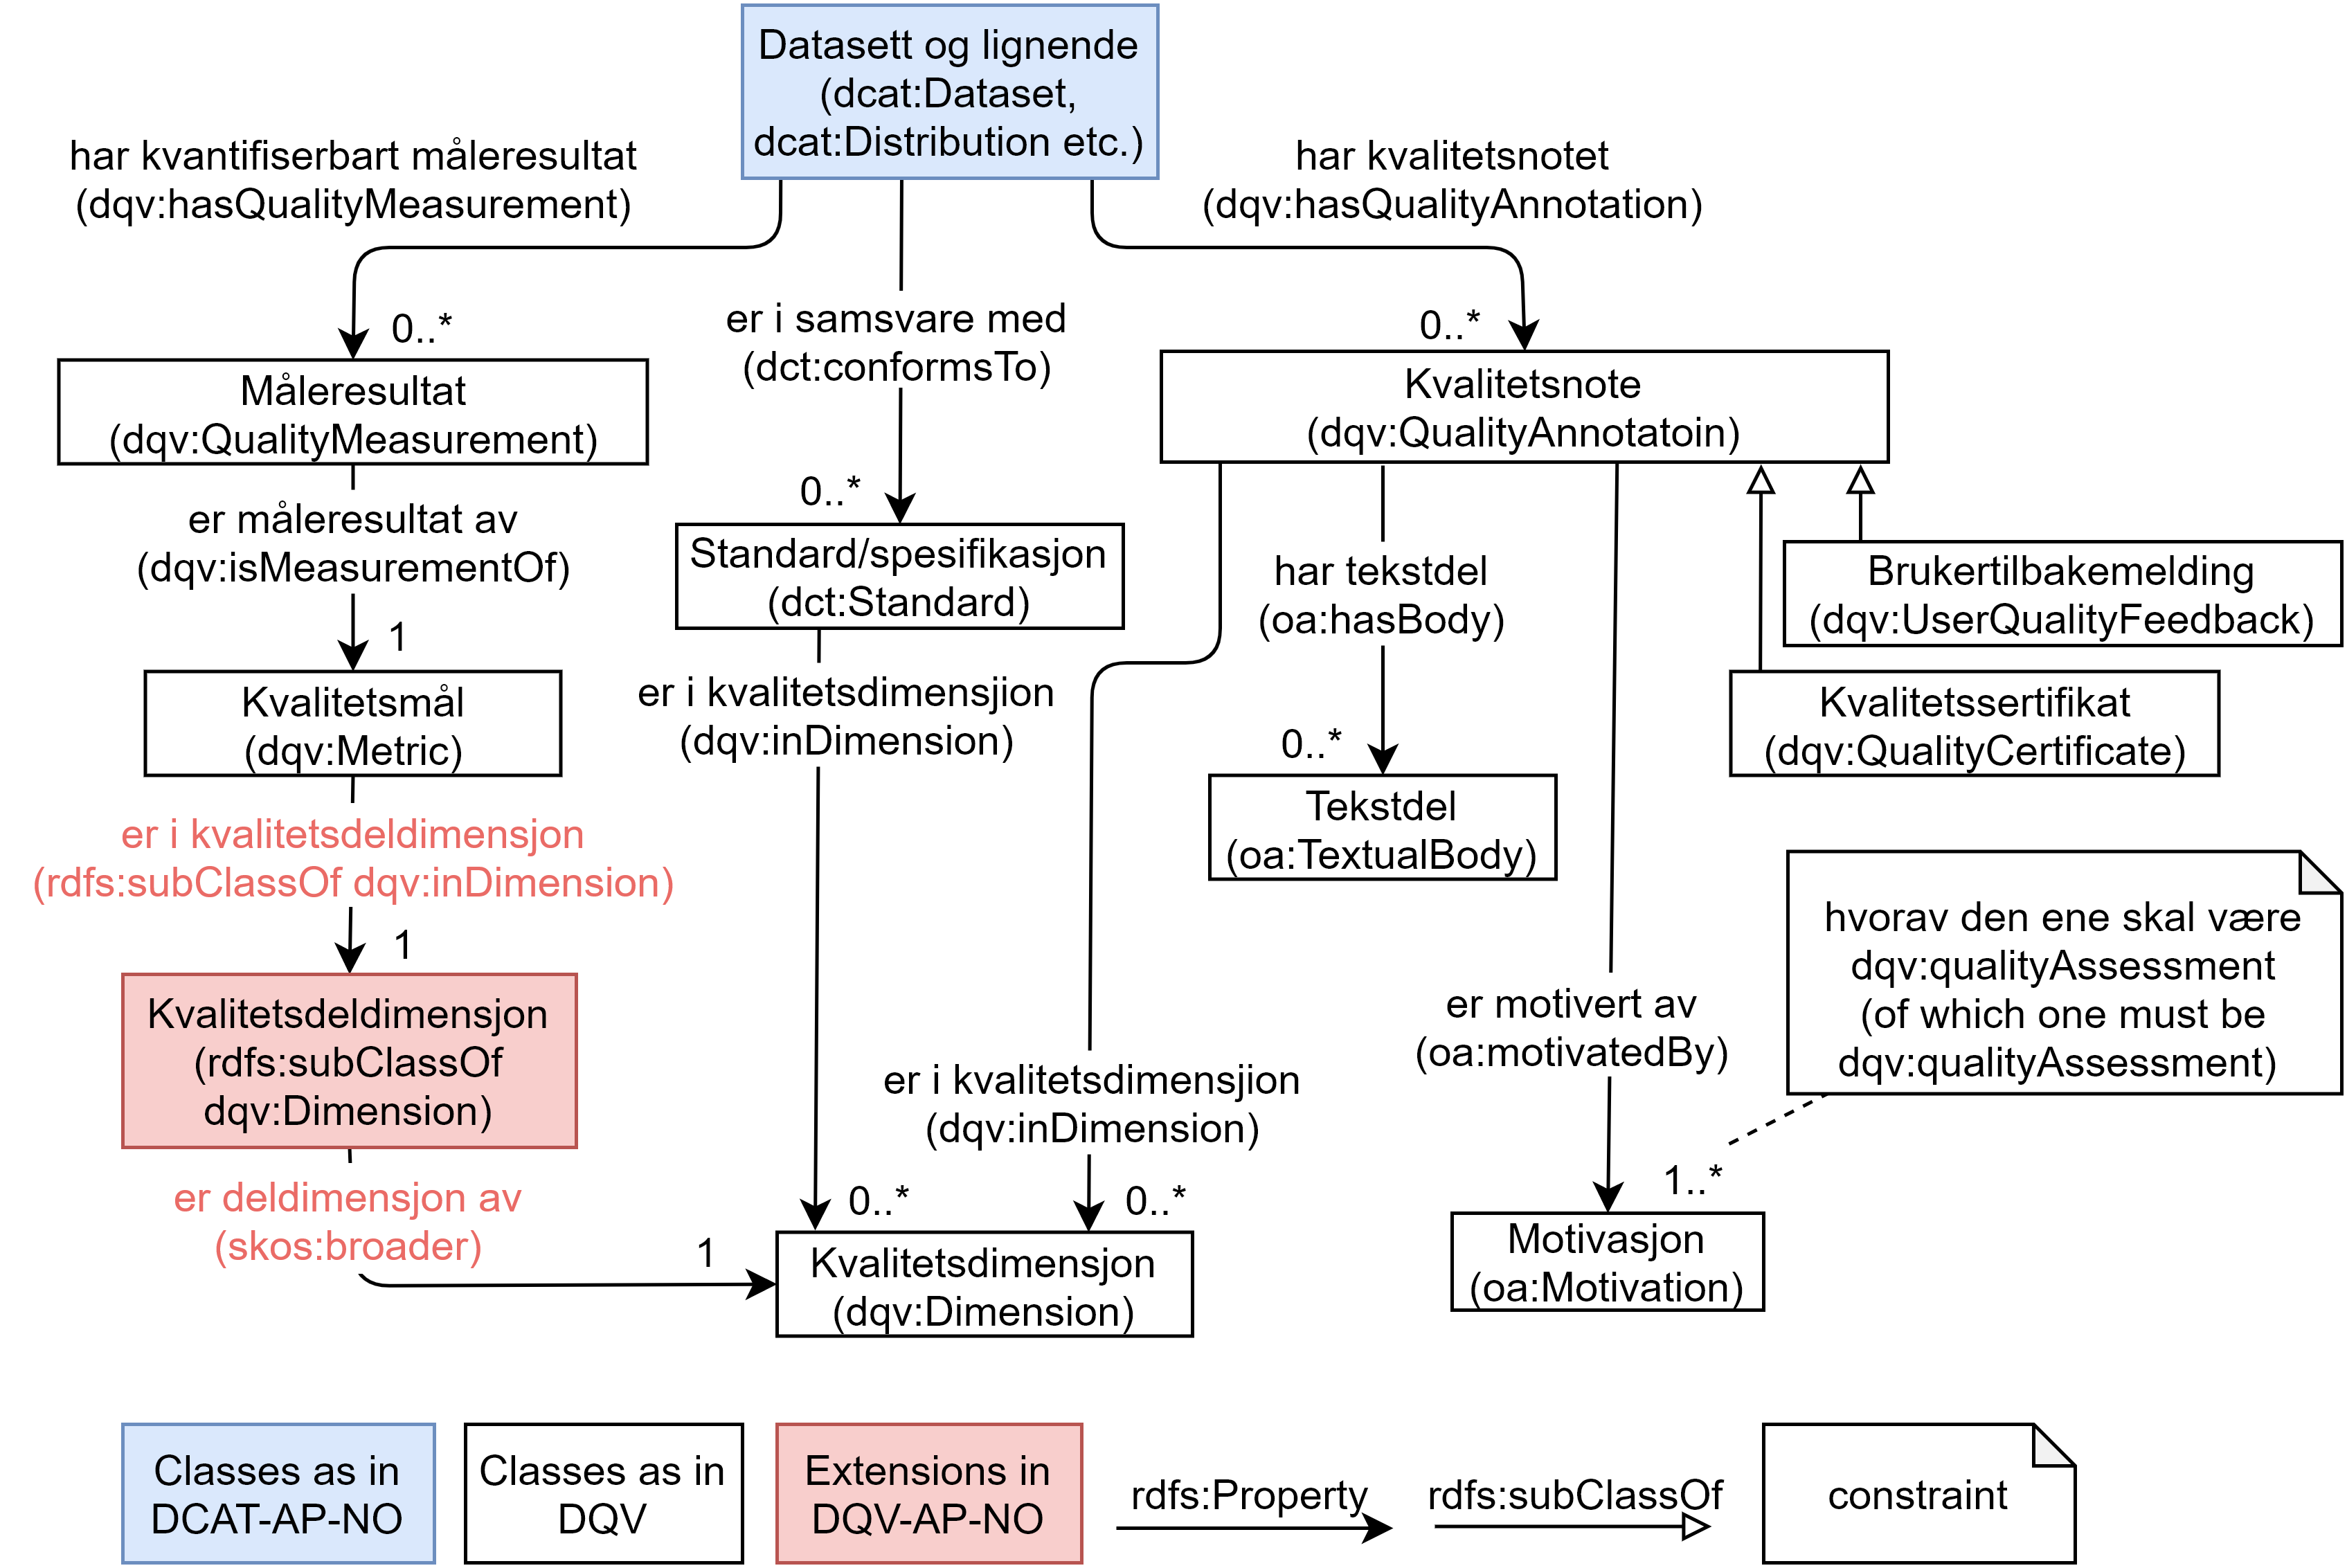 Datasett og lignende
(dcat:Dataset,
dcat:Distribution etc.)
har kvantifiserbart måleresultat
(dqv:hasQualityMeasurement)
har kvalitetsnotet
(dqv:hasQualityAnnotation)
0..*
er i samsvare med
(dct:conformsTo)
0..*
Måleresultat
(dqv:QualityMeasurement)
Kvalitetsnote
(dqv:QualityAnnotatoin)
er måleresultat av
(dqv:isMeasurementOf)
0..*
Standard/spesifikasjon
(dct:Standard)
har tekstdel
(oa:hasBody)
Brukertilbakemelding
(dqv:UserQualityFeedback)
1
Kvalitetsmål
(dqv:Metric)
er i kvalitetsdimensjion
(dqv:inDimension)
0..*
Kvalitetssertifikat
(dqv:QualityCertificate)
er i kvalitetsdeldimensjon
(rdfs:subClassOf dqv:inDimension)
Tekstdel
(oa:TextualBody)
1
hvorav den ene skal være
dqv:qualityAssessment
(of which one must be
dqv:qualityAssessment)
Kvalitetsdeldimensjon
(rdfs:subClassOf
dqv:Dimension)
er motivert av
(oa:motivatedBy)
er i kvalitetsdimensjion
(dqv:inDimension)
er deldimensjon av
(skos:broader)
1
0..*
0..*
1..*
Kvalitetsdimensjon
(dqv:Dimension)
Motivasjon
(oa:Motivation)
Classes as in
DCAT-AP-NO
Classes as in
DQV
Extensions in
DQV-AP-NO
rdfs:Property
rdfs:subClassOf
constraint